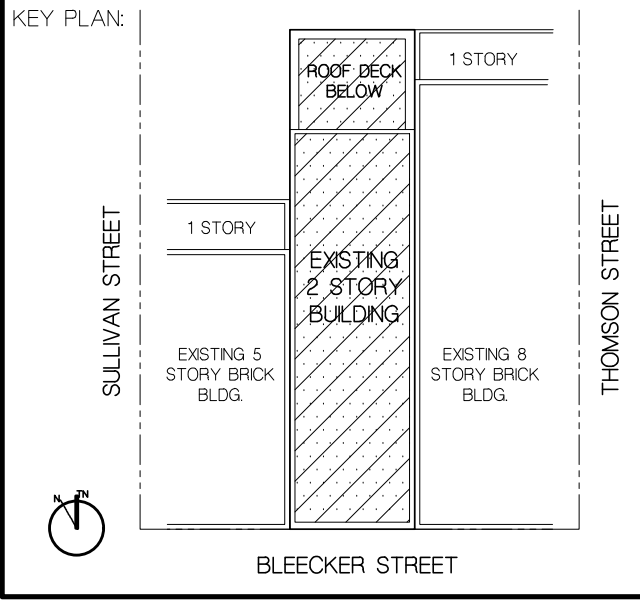 KEY PLAN:
ROOF DECK
BELOW
1 STORY
1 STORY
EXISTING
2 STORY
BUILDING
SULLIVAN STREET
THOMSON STREET
EXISTING 5
STORY BRICK
BLDG.
EXISTING 8
STORY BRICK
BLDG.
N
TN
BLEECKER STREET